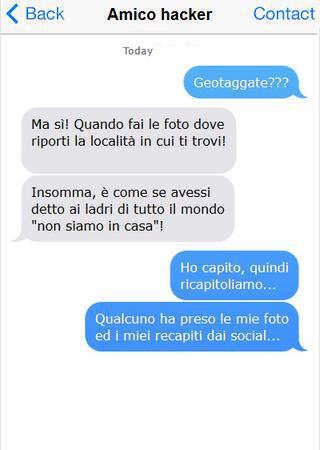 Back
Amico hacker
Contact
Today
Geotaggate???
Ma sì! Quando fai le foto dove
riporti la località in cui ti trovi!
Insomma, è come se avessi
detto ai ladri di tutto il mondo
"non siamo in casa"!
Ho capito, quindi
ricapitoliamo...
Qualcuno ha preso le mie foto
ed i miei recapiti dai social...